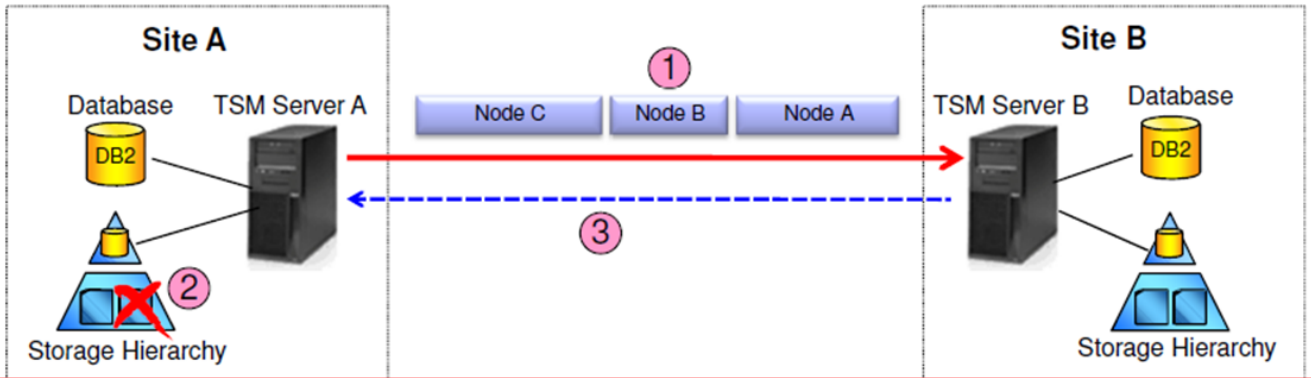 Site A
Site B
1
Database
TSM Server A
Node C
Node B
Node A
TSM Server B
Database
DB2
DB2
3
2
Storage Hierarchy
Storage Hierarchy